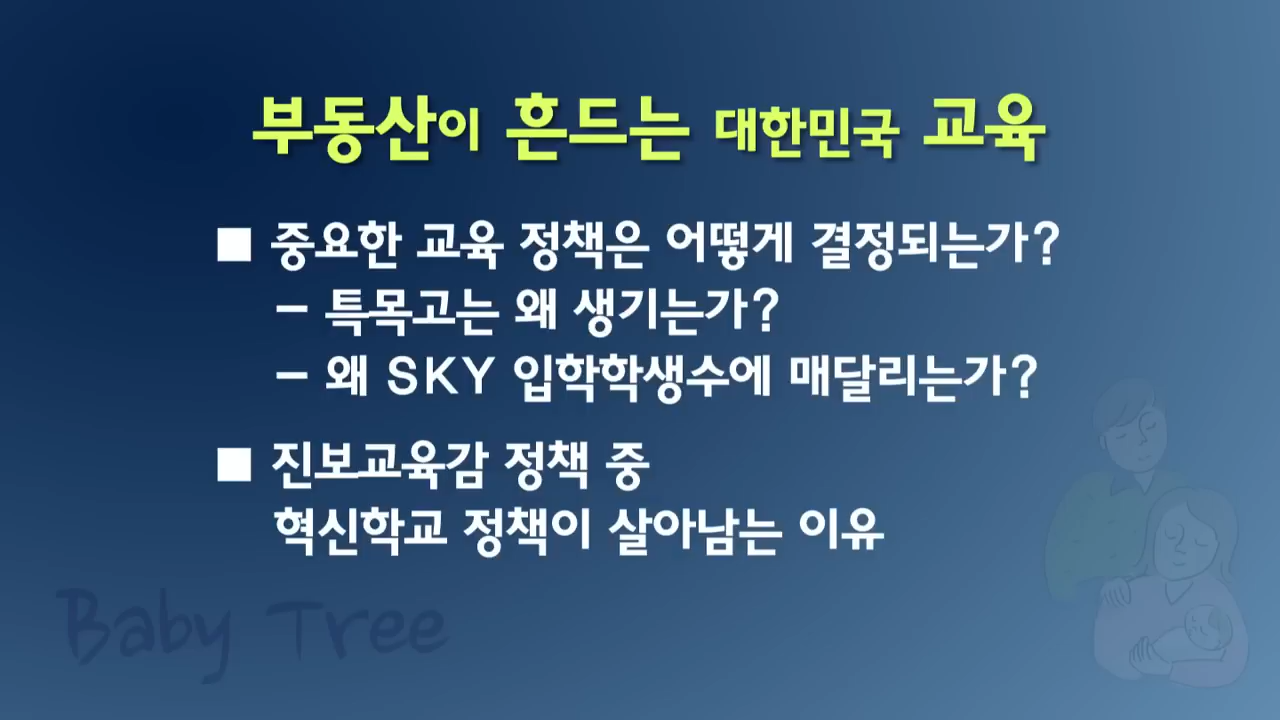 부동산이 흔드는 대한민국 교육
■ 중요한 교육 정책은 어떻게 결정되는가?
– 특목고는 왜 생기는가?
– 왜 SKY 입학학생수에 매달리는가?
■ 진보교육감 정책 중
혁신학교 정책이 살아남는 이유
Baby Tree